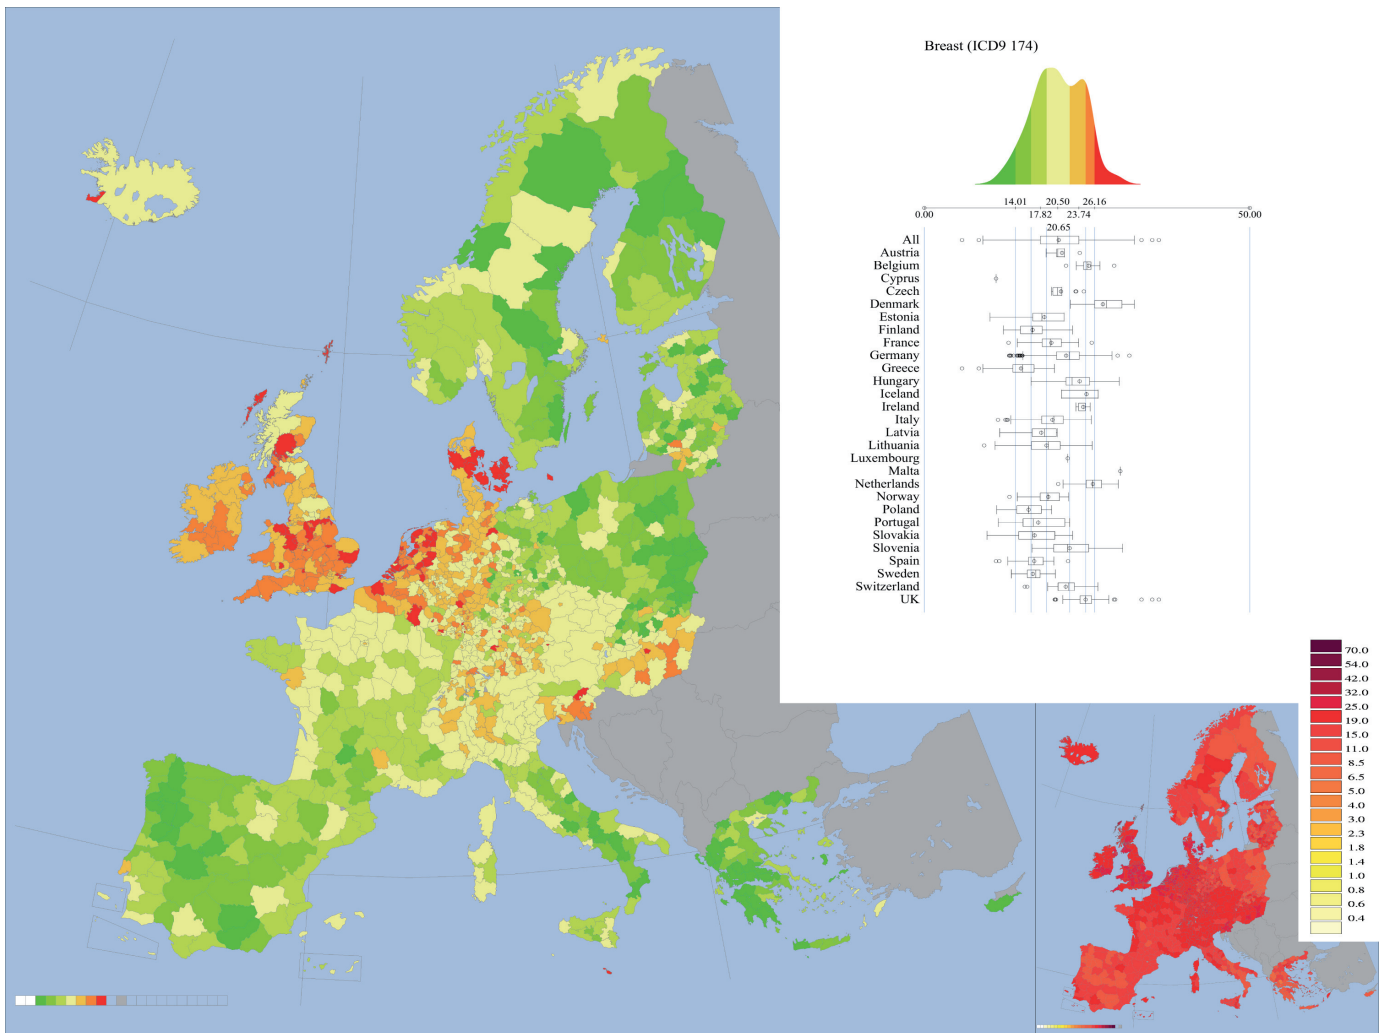 Breast (ICD9 174)
14.01 20.50 26.16
0.00 17.82 23.74 50.00
20.65
All
Austria
Belgium
Cyprus
Czech
Denmark
Estonia
Finland
France
Germany
Greece
Hungary
Iceland
Ireland
Italy
Latvia
Lithuania
Luxembourg
Malta
Netherlands
Norway
Poland
Portugal
Slovakia
Slovenia
Spain
Sweden
Switzerland
UK
70.0
54.0
42.0
32.0
25.0
19.0
15.0
11.0
8.5
6.5
5.0
4.0
3.0
2.3
1.8
1.4
1.0
0.8
0.6
0.4